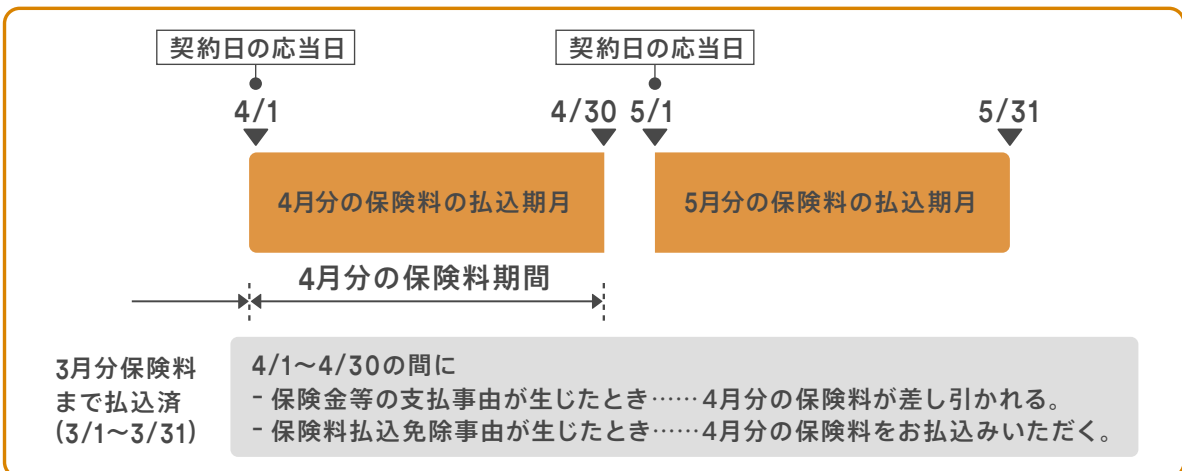 契約日の応当日 契約日の応当日
4/1 4/30 5/1 5/31
4月分の保険料の払込期月 5月分の保険料の払込期月
4月分の保険料期間
3月分保険料
まで払込済
(3/1〜3/31)
4/1〜4/30の間に
- 保険金等の支払事由が生じたとき……4月分の保険料が差し引かれる。
- 保険料払込免除事由が生じたとき……4月分の保険料をお払込みいただく。